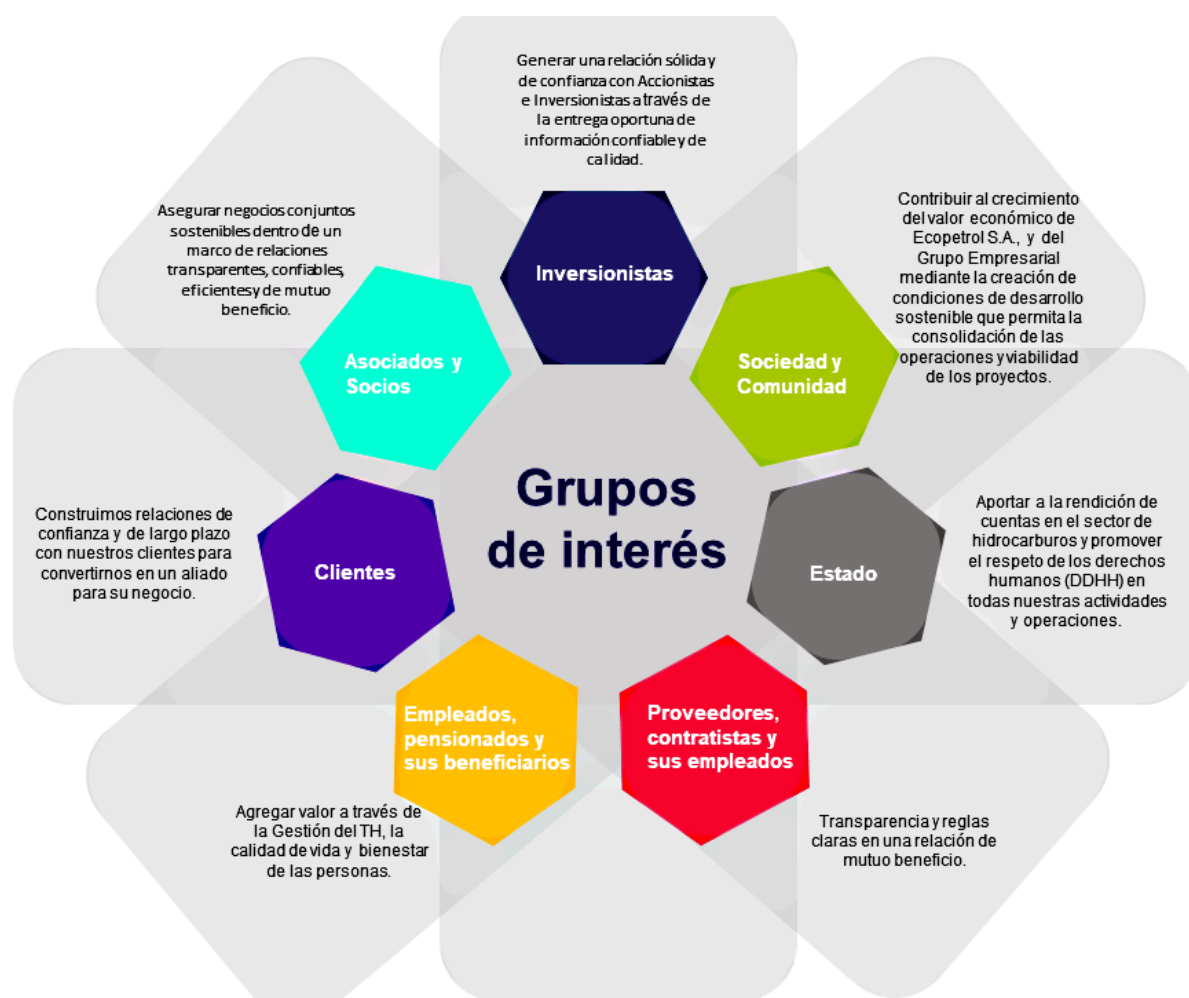 Generar una relación sólida y
de confianza con Accionistas
e Inversionistas a través de
la entrega oportuna de
información confiable y de
calidad.
Inversionistas
Contribuir al crecimiento
del valor económico de
Ecopetrol S.A., y del
Grupo Empresarial
mediante la creación de
condiciones de desarrollo
sostenible que permita la
consolidación de las
operaciones y viabilidad
de los proyectos.
Sociedad y
Comunidad
Aportar a la rendición de
cuentas en el sector de
hidrocarburos y promover
el respeto de los derechos
humanos (DDHH) en
todas nuestras actividades
y operaciones.
Estado
Transparencia y reglas
claras en una relación de
mutuo beneficio.
Proveedores,
contratistas y
sus empleados
Agregar valor a través de
la Gestión del TH, la
calidad de vida y bienestar
de las personas.
Empleados,
pensionados y
sus beneficiarios
Construimos relaciones de
confianza y de largo plazo
con nuestros clientes para
convertirnos en un aliado
para su negocio.
Clientes
Asegurar negocios conjuntos
sostenibles dentro de un
marco de relaciones
transparentes, confiables,
eficientes y de mutuo
beneficio.
Asociados y
Socios
Grupos
de interés